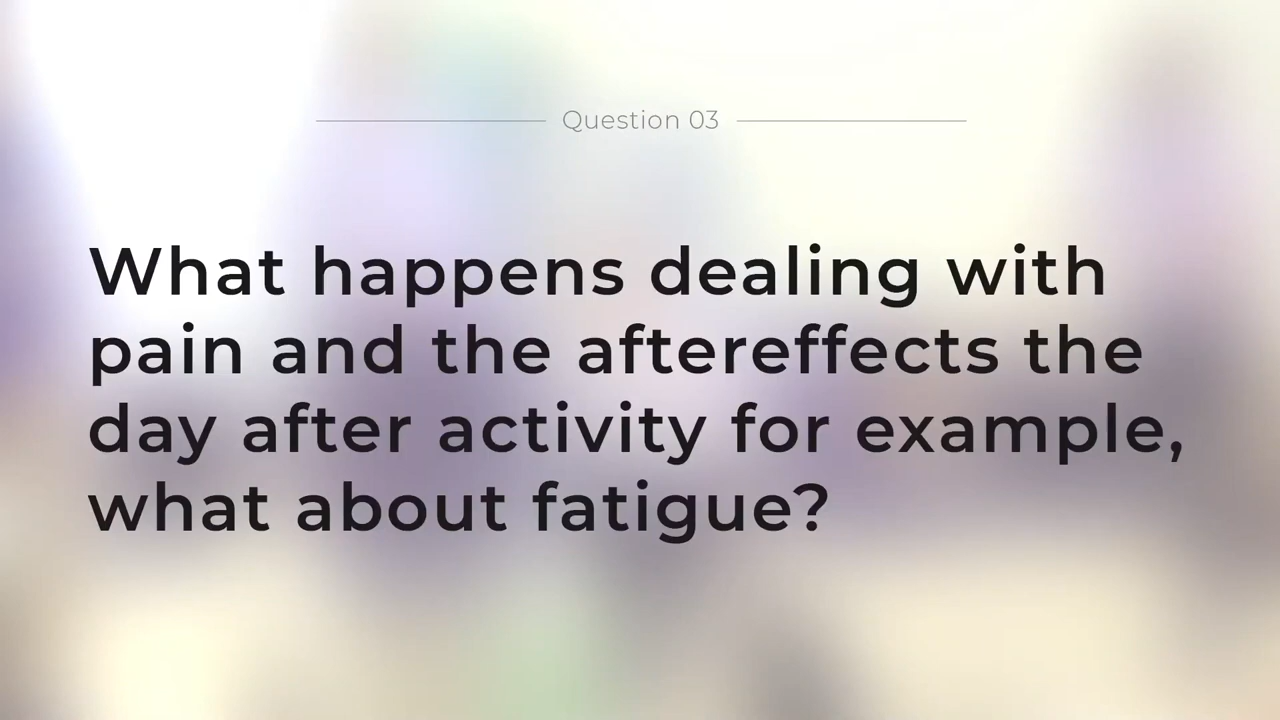 Question 03
What happens dealing with
pain and the aftereffects the
day after activity for example,
what about fatigue?